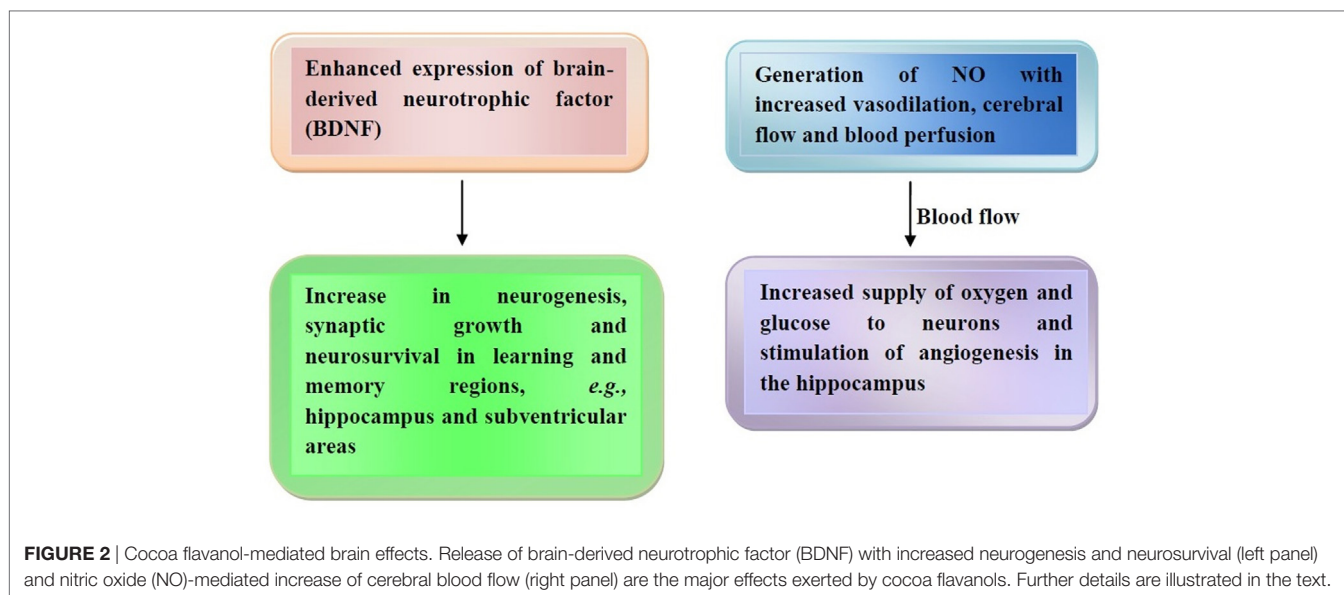 Enhanced expression of brain-
derived neurotrophic factor
(BDNF)
Generation of NO with
increased vasodilation, cerebral
flow and blood perfusion
Blood flow
Increase in neurogenesis,
synaptic growth and
neurosurvival in learning and
memory regions, e.g.,
hippocampus and subventricular
areas
Increased supply of oxygen and
glucose to neurons and
stimulation of angiogenesis in
the hippocampus
FIGURE 2 | Cocoa flavanol-mediated brain effects. Release of brain-derived neurotrophic factor (BDNF) with increased neurogenesis and neurosurvival (left panel)
and nitric oxide (NO)-mediated increase of cerebral blood flow (right panel) are the major effects exerted by cocoa flavanols. Further details are illustrated in the text.